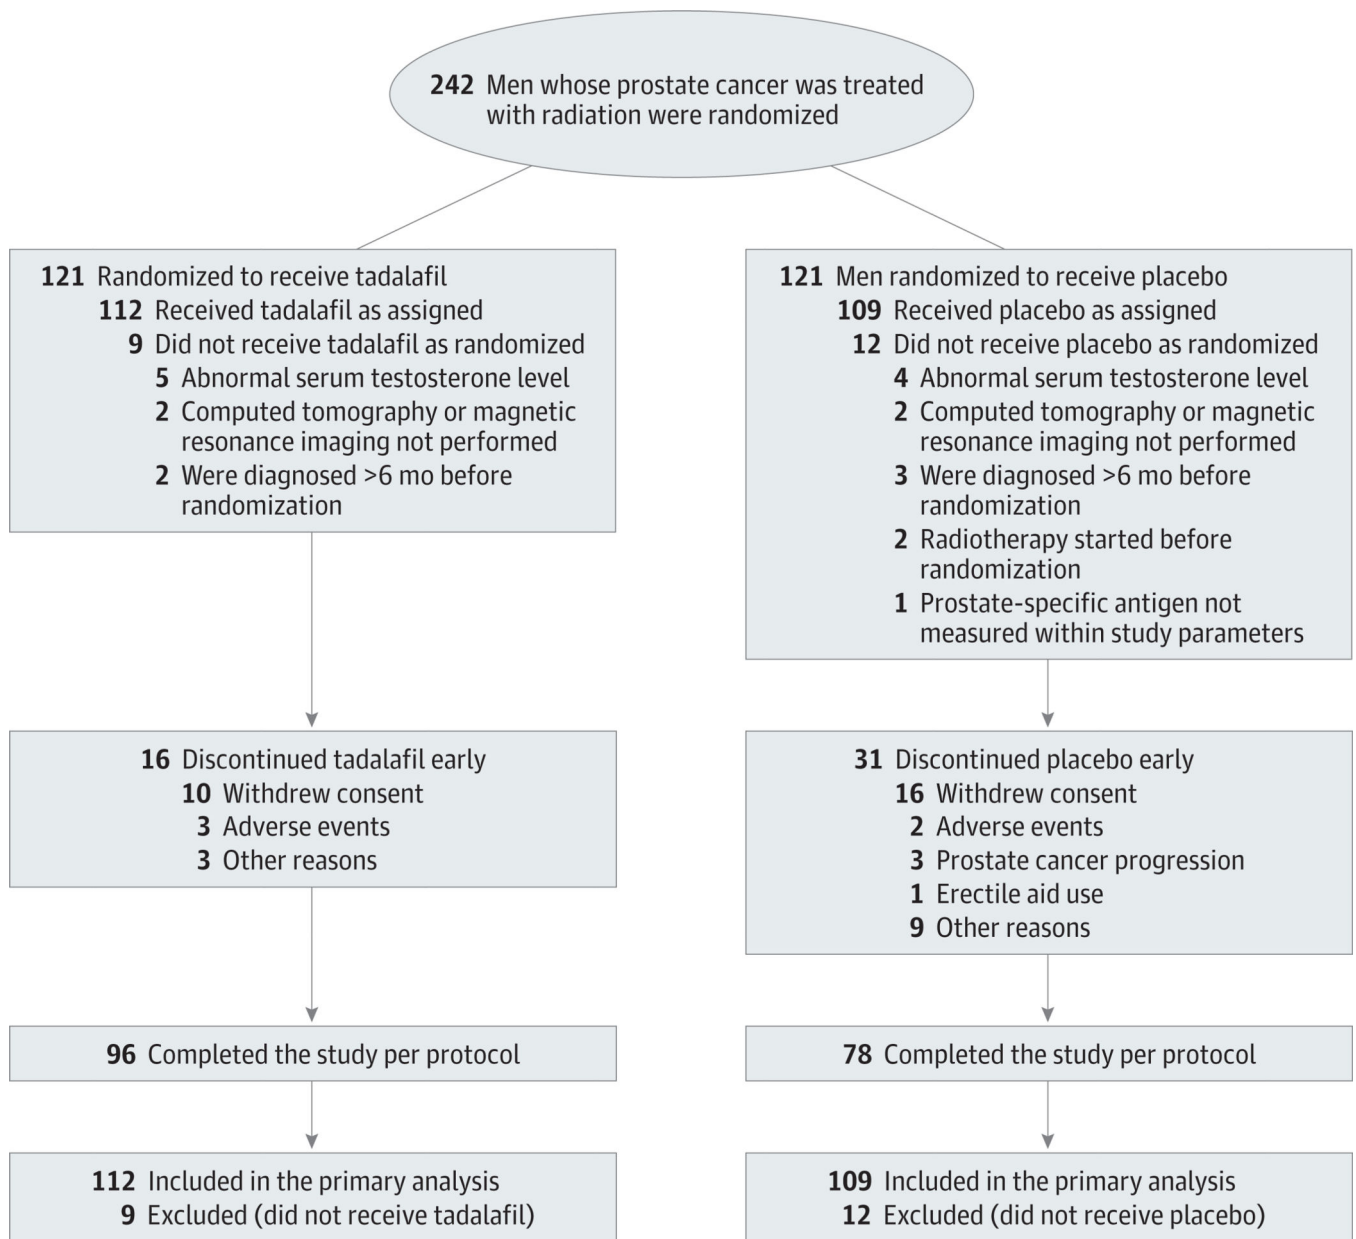 242 Men whose prostate cancer was treated
with radiation were randomized
121 Randomized to receive tadalafil
112 Received tadalafil as assigned
9 Did not receive tadalafil as randomized
5 Abnormal serum testosterone level
2 Computed tomography or magnetic
resonance imaging not performed
2 Were diagnosed >6 mo before
randomization
121 Men randomized to receive placebo
109 Received placebo as assigned
12 Did not receive placebo as randomized
4 Abnormal serum testosterone level
2 Computed tomography or magnetic
resonance imaging not performed
3 Were diagnosed >6 mo before
randomization
2 Radiotherapy started before
randomization
1 Prostate-specific antigen not
measured within study parameters
16 Discontinued tadalafil early
10 Withdrew consent
3 Adverse events
3 Other reasons
31 Discontinued placebo early
16 Withdrew consent
2 Adverse events
3 Prostate cancer progression
1 Erectile aid use
9 Other reasons
96 Completed the study per protocol
78 Completed the study per protocol
112 Included in the primary analysis
9 Excluded (did not receive tadalafil)
109 Included in the primary analysis
12 Excluded (did not receive placebo)